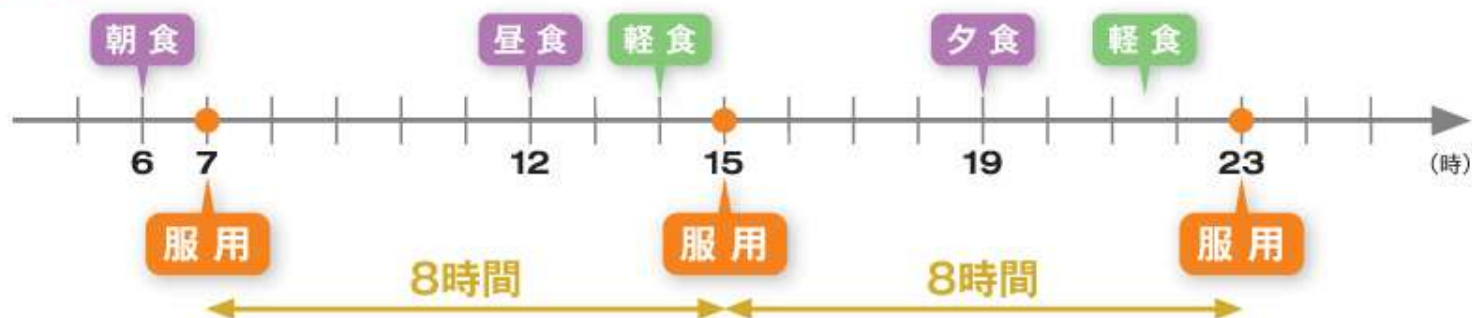 朝食 昼食 軽食 夕食 軽食
6 7 12 15 19 23 (時)
服用 服用 服用
8時間 8時間